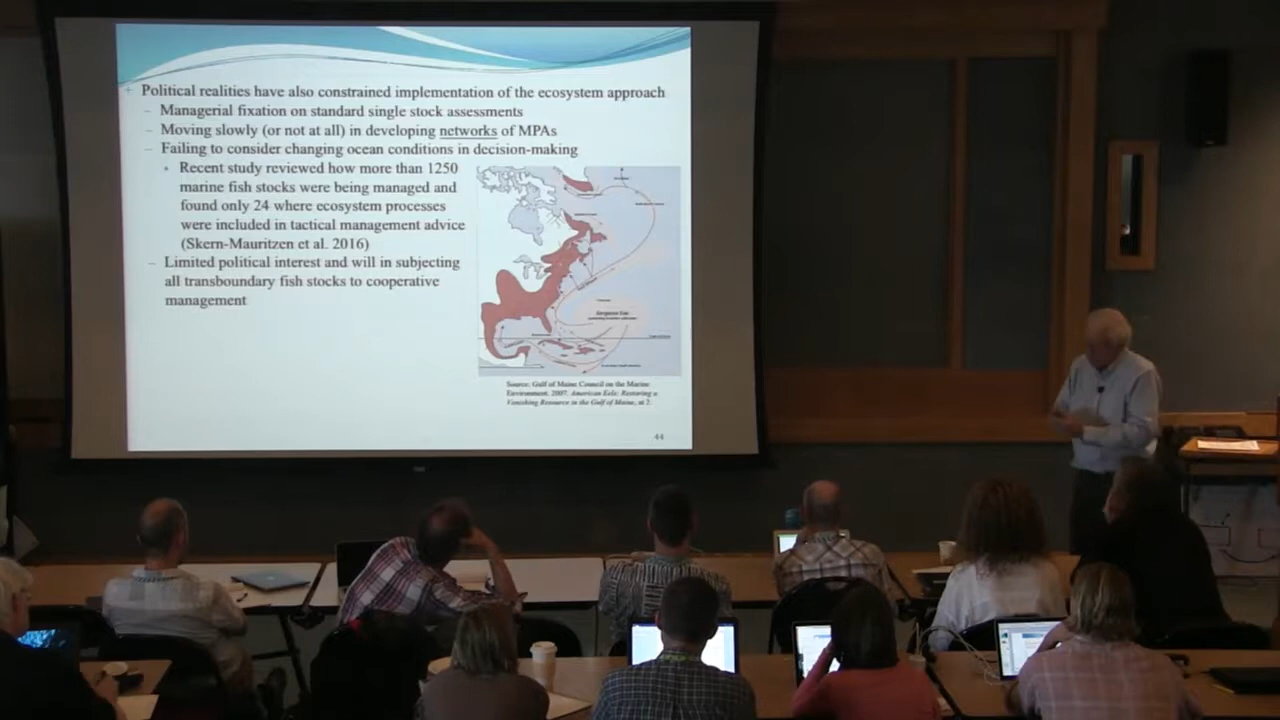 Political realities have also constrained implementation of the ecosystem approach
– Managerial fixation on standard single stock assessments
– Moving slowly (or not at all) in developing networks of MPAs
– Failing to consider changing ocean conditions in decision-making
• Recent study reviewed how more than 1250
marine fish stocks were being managed and
found only 24 where ecosystem processes
were included in tactical management advice
(Skern-Mauritzen et al. 2016)
– Limited political interest and will in subjecting
all transboundary fish stocks to cooperative
management
Sargasso Sea
Source: Gulf of Maine Council on the Marine
Environment, 2007. American Eels: Restoring a
Vanishing Resource in the Gulf of Maine, at 2.
44